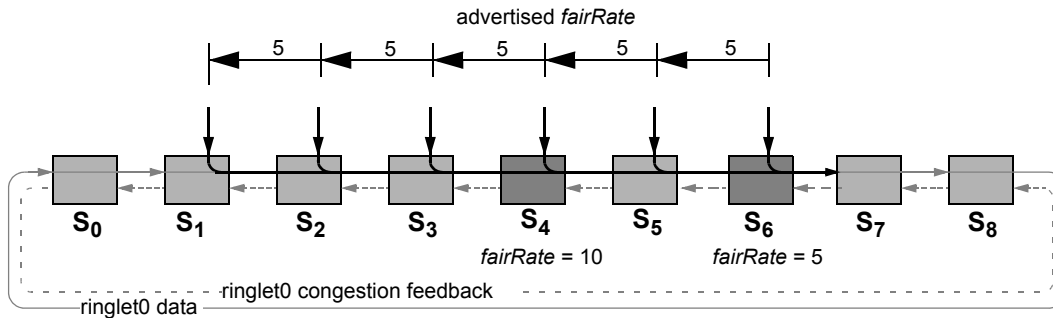 advertised fairRate
5 5 5 5 5
S0 S1 S2 S3 S4 S5 S6 S7 S8
fairRate = 10 fairRate = 5
ringlet0 congestion feedback
ringlet0 data